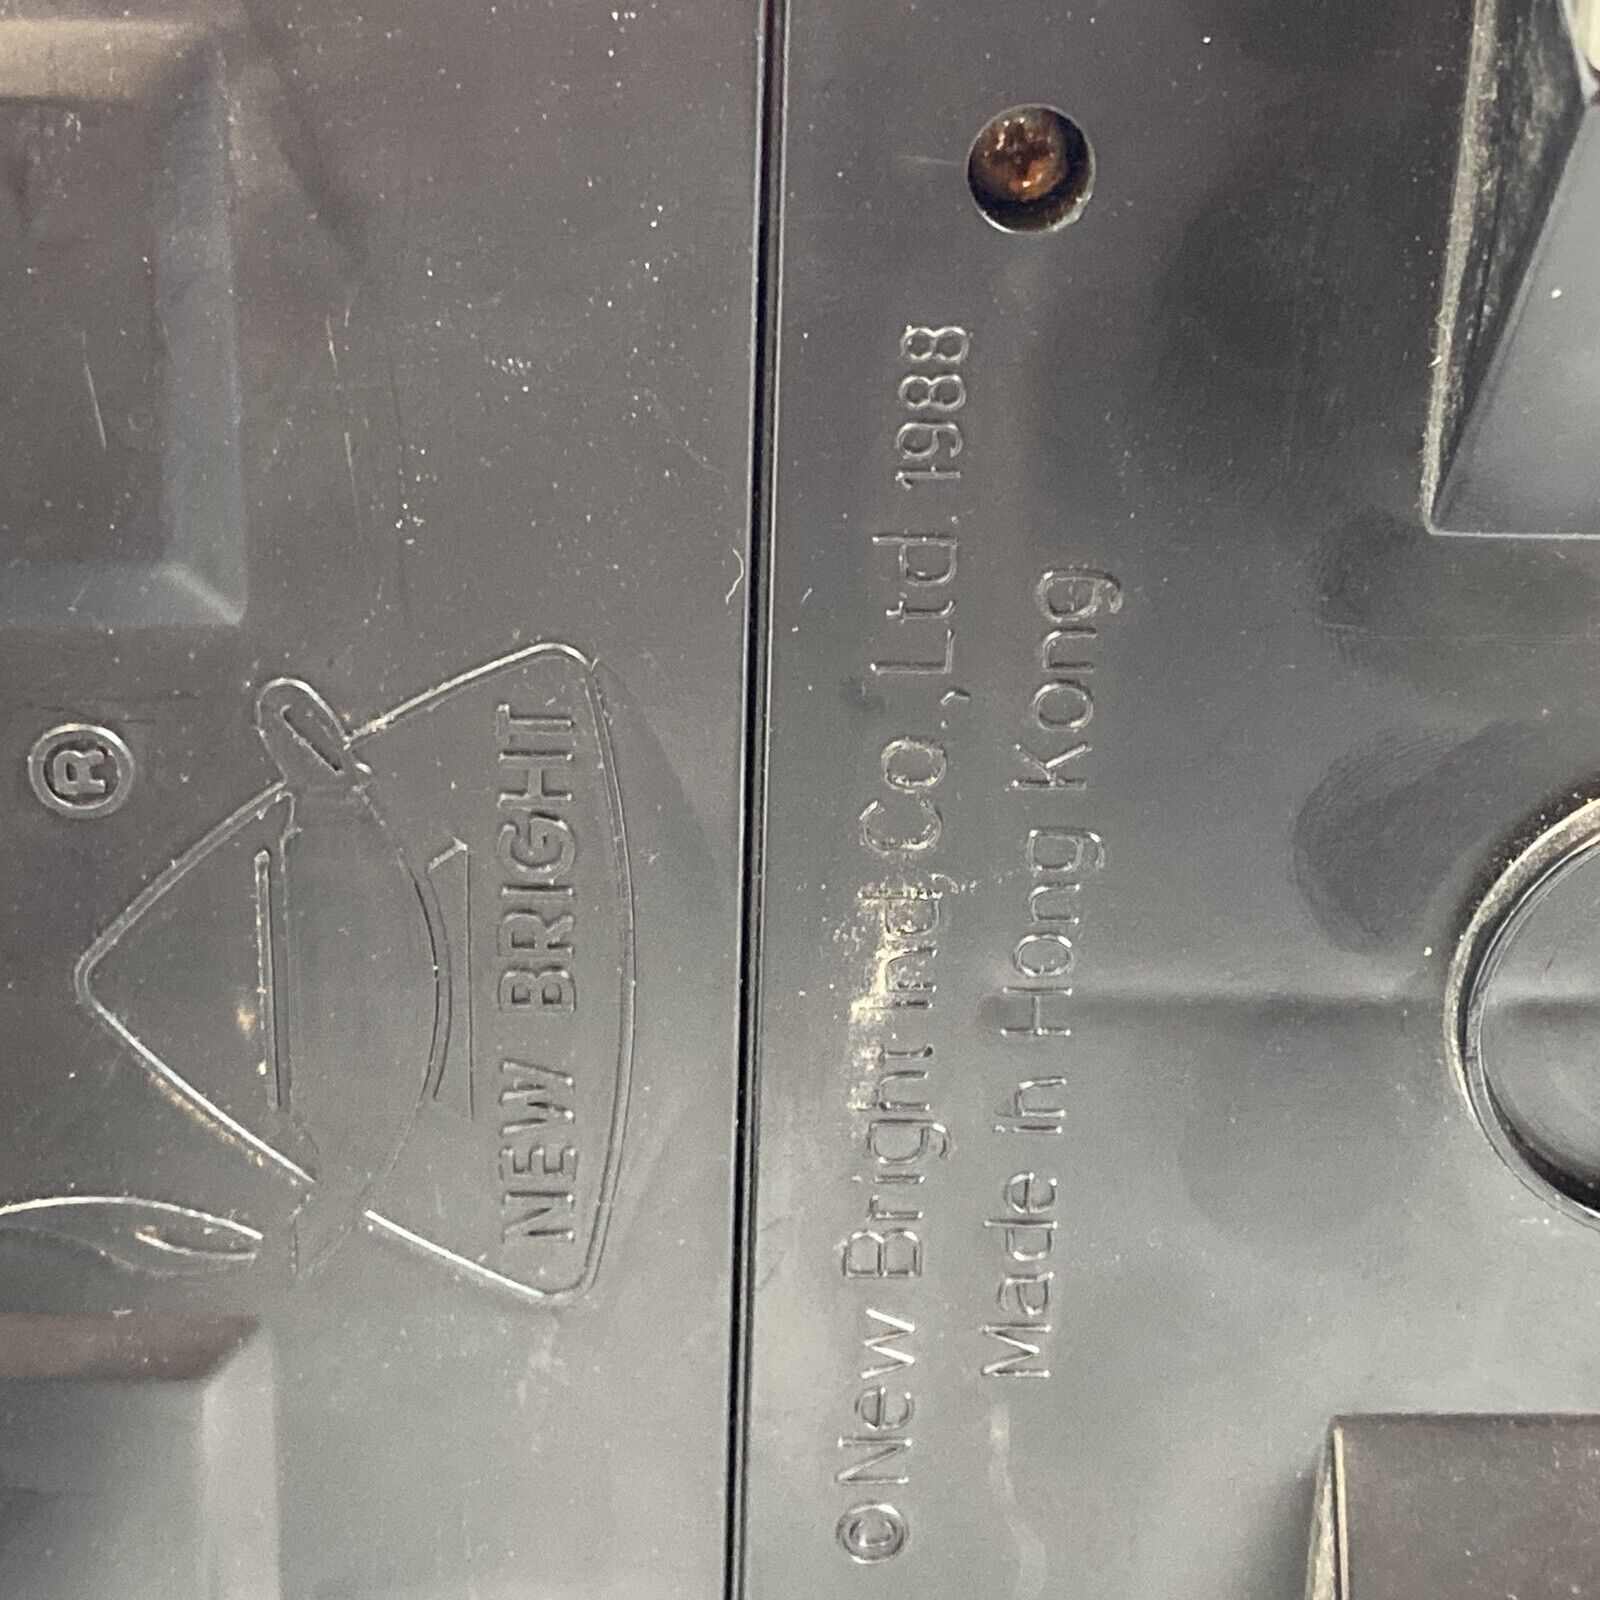 ®
NEW BRIGHT
©New Bright Ind. Co., Ltd. 1988
Made in Hong Kong